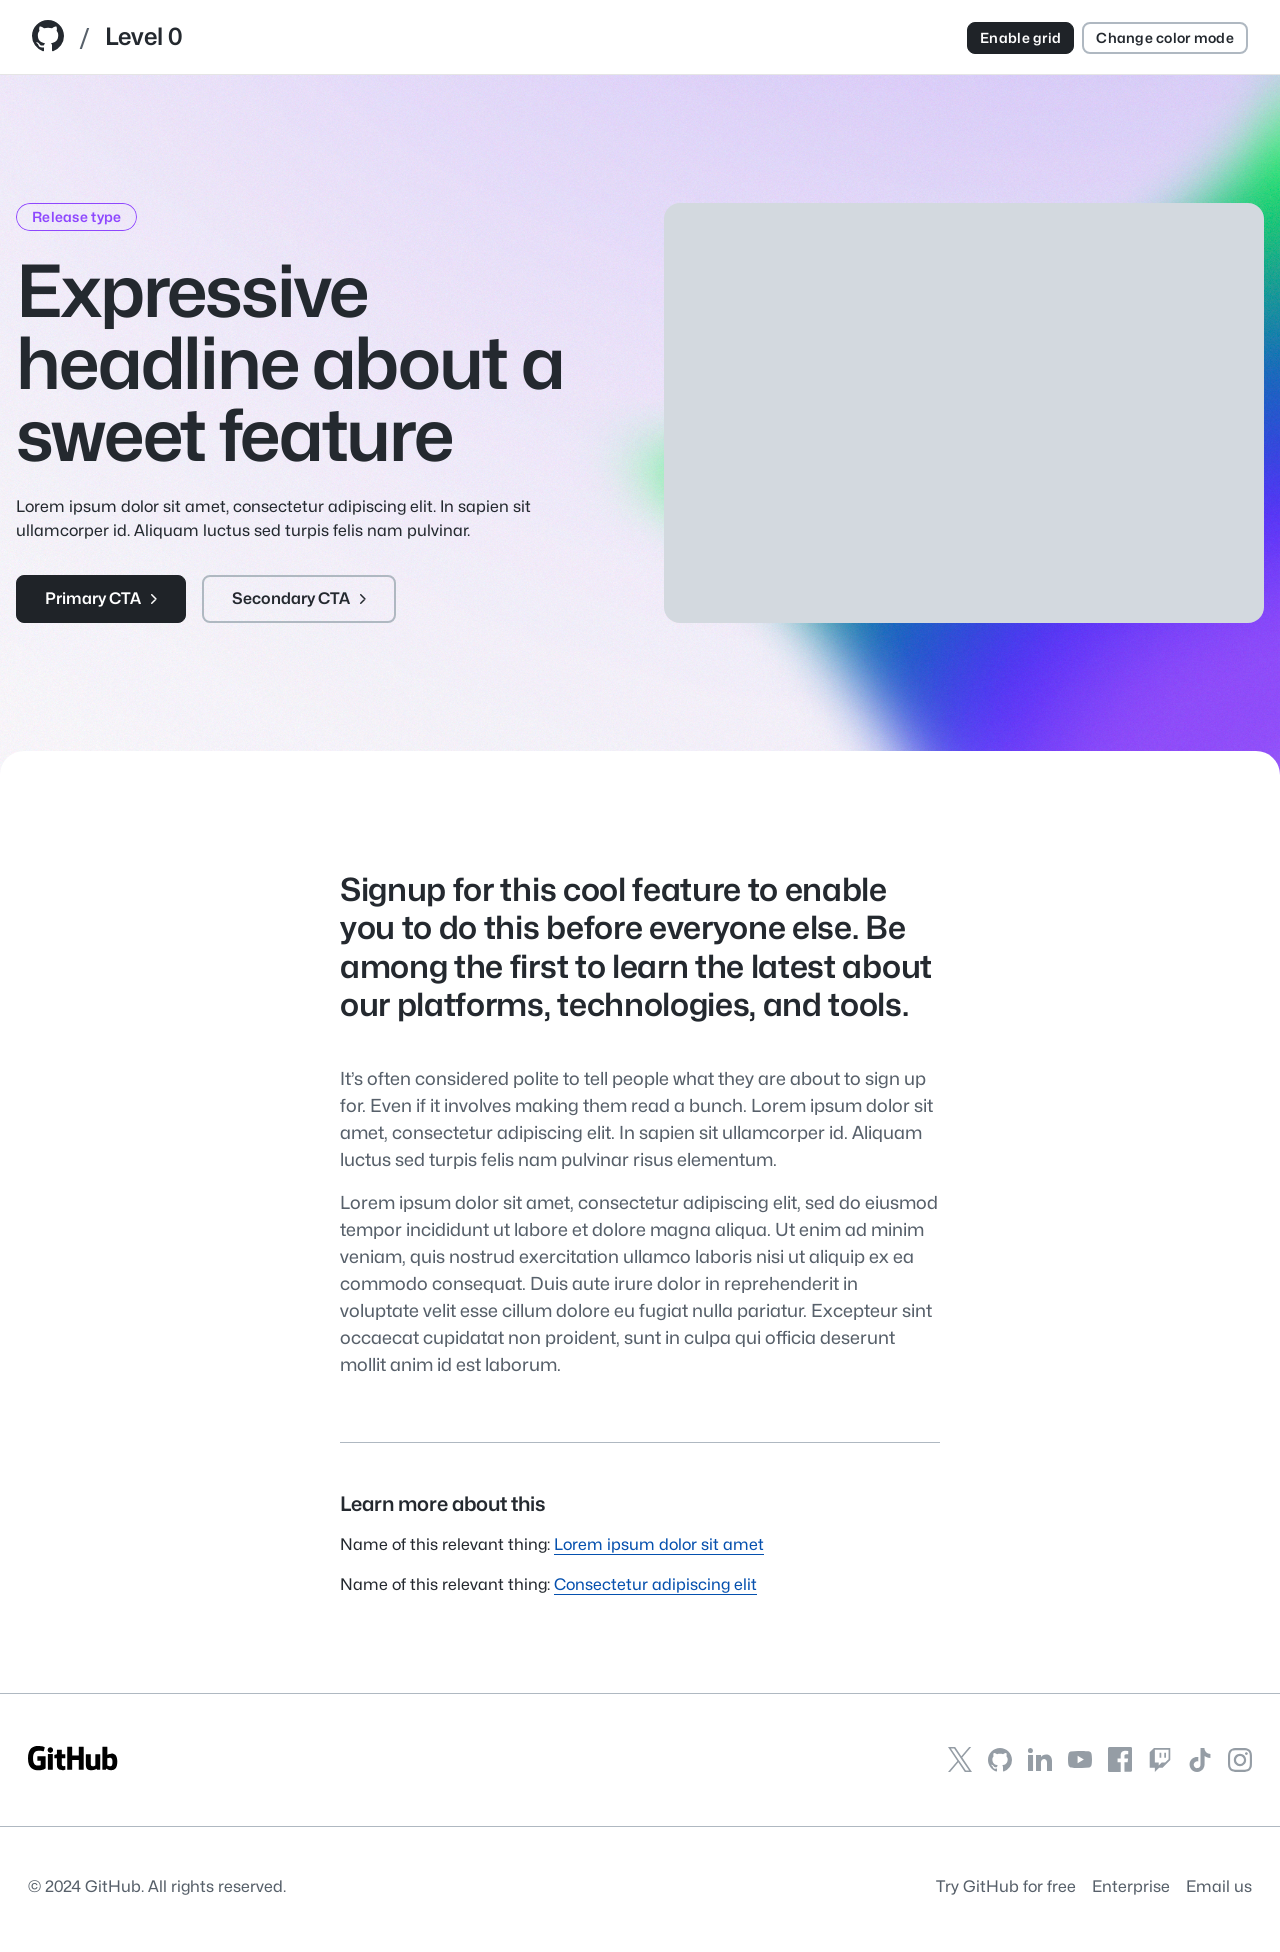 / Level 0
Enable grid
Change color mode
Release type
Expressive
headline about a
sweet feature
Lorem ipsum dolor sit amet, consectetur adipiscing elit. In sapien sit
ullamcorper id. Aliquam luctus sed turpis felis nam pulvinar.
Primary CTA
Secondary CTA
Signup for this cool feature to enable
you to do this before everyone else. Be
among the first to learn the latest about
our platforms, technologies, and tools.
It’s often considered polite to tell people what they are about to sign up
for. Even if it involves making them read a bunch. Lorem ipsum dolor sit
amet, consectetur adipiscing elit. In sapien sit ullamcorper id. Aliquam
luctus sed turpis felis nam pulvinar risus elementum.
Lorem ipsum dolor sit amet, consectetur adipiscing elit, sed do eiusmod
tempor incididunt ut labore et dolore magna aliqua. Ut enim ad minim
veniam, quis nostrud exercitation ullamco laboris nisi ut aliquip ex ea
commodo consequat. Duis aute irure dolor in reprehenderit in
voluptate velit esse cillum dolore eu fugiat nulla pariatur. Excepteur sint
occaecat cupidatat non proident, sunt in culpa qui officia deserunt
mollit anim id est laborum.
Learn more about this
Name of this relevant thing: Lorem ipsum dolor sit amet
Name of this relevant thing: Consectetur adipiscing elit
GitHub
© 2024 GitHub. All rights reserved.
Try GitHub for free
Enterprise
Email us